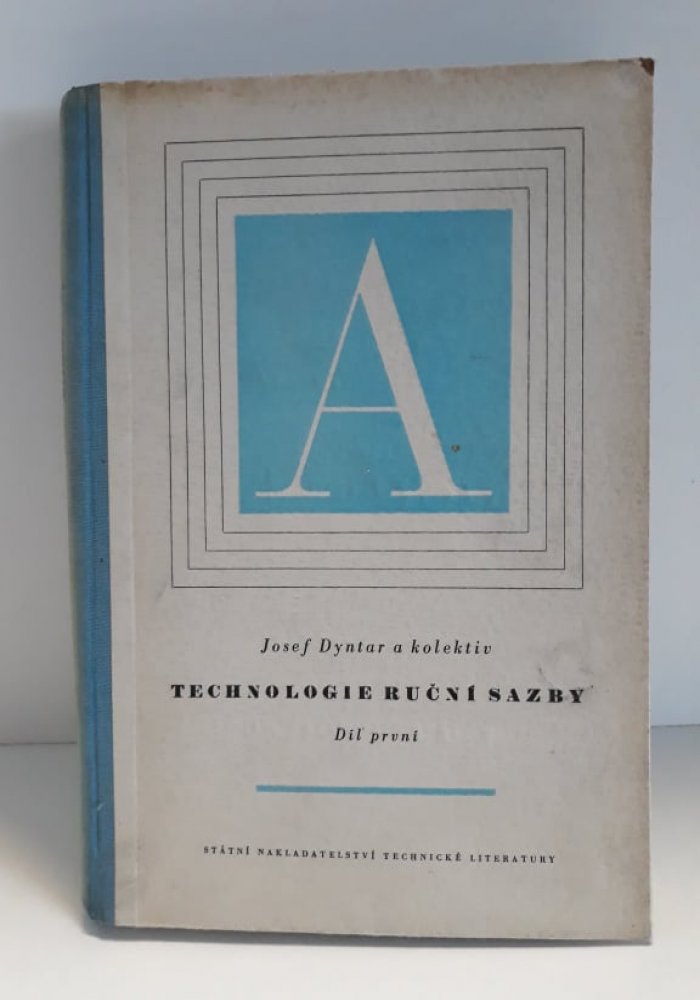 A
Josef Dyntar a kolektiv
TECHNOLOGIE RUČNÍ SAZBY
Díl první
STÁTNÍ NAKLADATELSTVÍ TECHNICKÉ LITERATURY